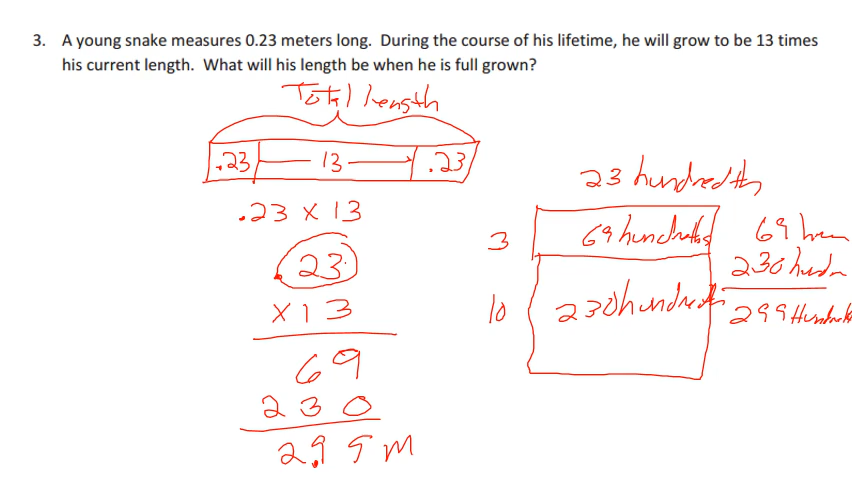 3. A young snake measures 0.23 meters long. During the course of his lifetime, he will grow to be 13 times
his current length. What will his length be when he is full grown?
Total length
.23 13 .23
.23 x 13
.23
x 13
69
230
2.99 M
23 hundredths
3 69 hundredths
10 230 hundredths
69 hun
230 hundr
299 Hundredths